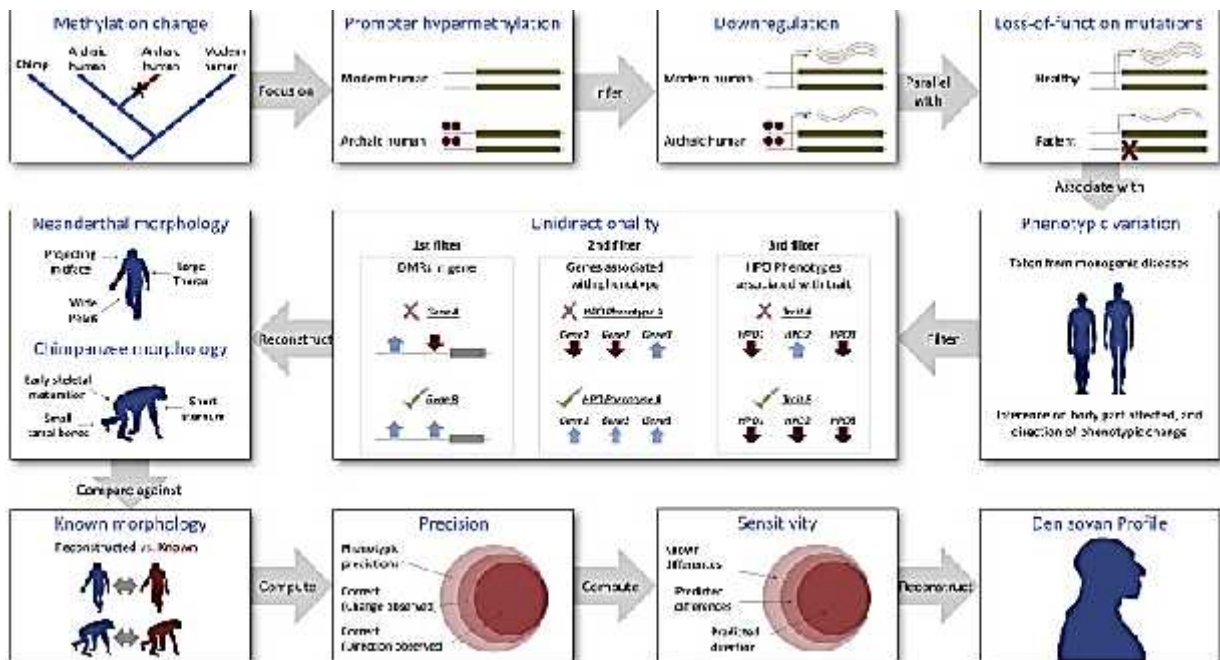 Methylation change
Chimp
Archaic human
Archaic human
Modern human
Focus on
Promoter hypermethylation
Modern human
Archaic human
Infer
Downregulation
Modern human
Archaic human
Parallel with
Loss-of-function mutations
Healthy
Patient
Associate with
Neanderthal morphology
Projecting midface
Large Thorax
Wide Pelvis
Chimpanzee morphology
Early skeletal maturation
Short
Small
bones
Reconstruct
Unidirectionality
1st filter
DMRs in gene
Gene A
Gene B
2nd filter
Genes associated with phenotype
HPO Phenotype A
Gene1 Gene2 Gene3
HPO Phenotype B
Gene1 Gene2 Gene3
3rd filter
HPO Phenotypes associated with trait
Trait A
HPO1 HPO2 HPO3
Trait B
HPO1 HPO2 HPO3
Filter
Phenotypic variation
Taken from monogenic diseases
Inference on body part affected, and direction of phenotypic change
Compare against
Known morphology
Reconstructed vs. Known
Compute
Precision
Phenotypic predictions
Correct (Change observed)
Correct (Direction observed)
Compute
Sensitivity
Known differences
Predicted differences
Predicted direction
Reconstruct
Denisovan Profile